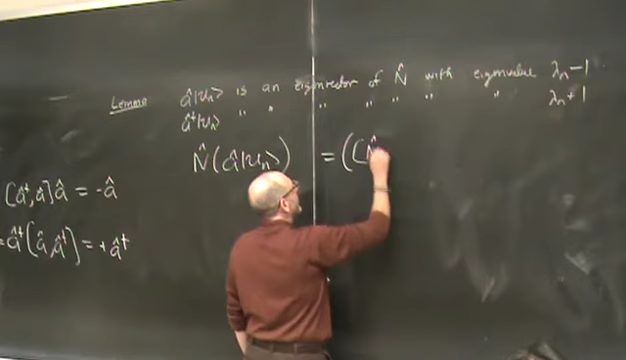 Lemma â|uₙ> is an eigenvector of N̂ with eigenvalue λₙ-1
â†|uₙ> " " " " " " " λₙ+1
N̂(â|uₙ>) = ([N̂
[â†,â]â = -â
= â†[â,â†] = +â†